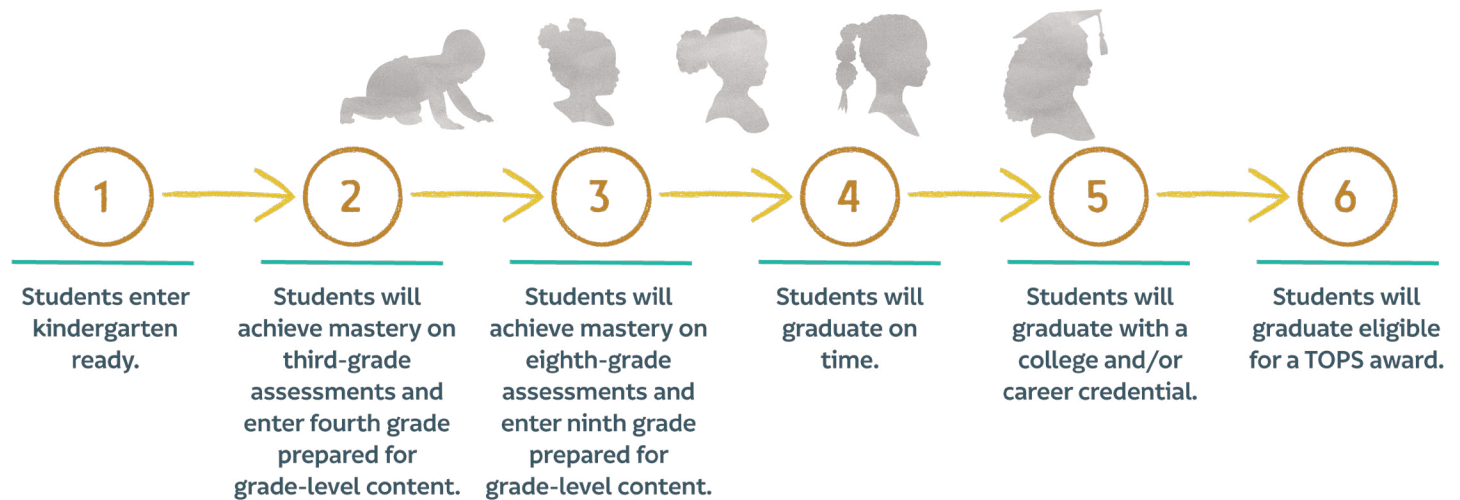 1
2
3
4
5
6
Students enter
kindergarten
ready.
Students will
achieve mastery on
third-grade
assessments and
enter fourth grade
prepared for
grade-level content.
Students will
achieve mastery on
eighth-grade
assessments and
enter ninth grade
prepared for
grade-level content.
Students will
graduate on
time.
Students will
graduate with a
college and/or
career credential.
Students will
graduate eligible
for a TOPS award.